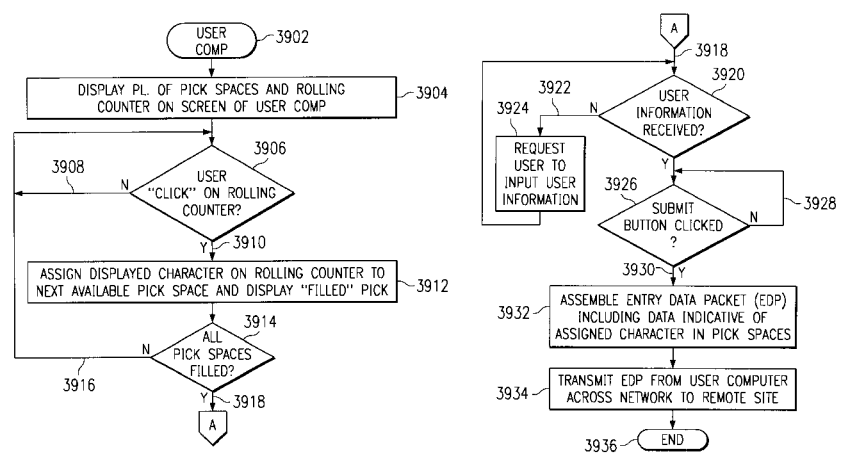 USER
COMP
3902
DISPLAY PL. OF PICK SPACES AND ROLLING
COUNTER ON SCREEN OF USER COMP
3904
3906
3908
N
USER
"CLICK" ON ROLLING
COUNTER?
Y
3910
ASSIGN DISPLAYED CHARACTER ON ROLLING COUNTER TO
NEXT AVAILABLE PICK SPACE AND DISPLAY "FILLED" PICK
3912
3914
ALL
PICK SPACES
FILLED?
N
3916
Y
3918
A
A
3918
3920
3922
N
USER
INFORMATION
RECEIVED?
3924
REQUEST
USER TO
INPUT USER
INFORMATION
Y
3926
SUBMIT
BUTTON CLICKED
?
N
3928
3930
Y
3932
ASSEMBLE ENTRY DATA PACKET (EDP)
INCLUDING DATA INDICATIVE OF
ASSIGNED CHARACTER IN PICK SPACES
3934
TRANSMIT EDP FROM USER COMPUTER
ACROSS NETWORK TO REMOTE SITE
3936
END